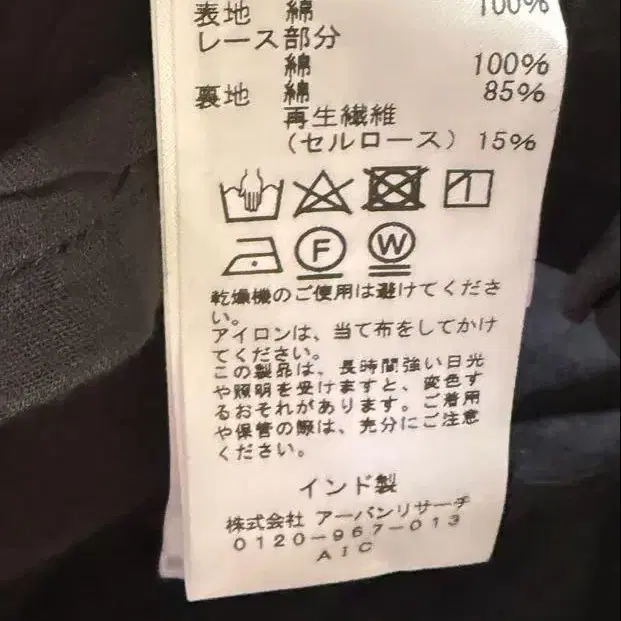 表地 綿 100%
レース部分
綿 100%
裏地 綿 85%
再生繊維
(セルロース) 15%
F W
乾燥機のご使用は避けてくださ
い。
アイロンは、当て布をしてかけ
てください。
この製品は、長時間強い日光
や照明を受けますと、変色す
るおそれがあります。ご着用
や保管の際は、充分にご注意
ください。
インド製
株式会社 アーバンリサーチ
0120-967-013
AIC